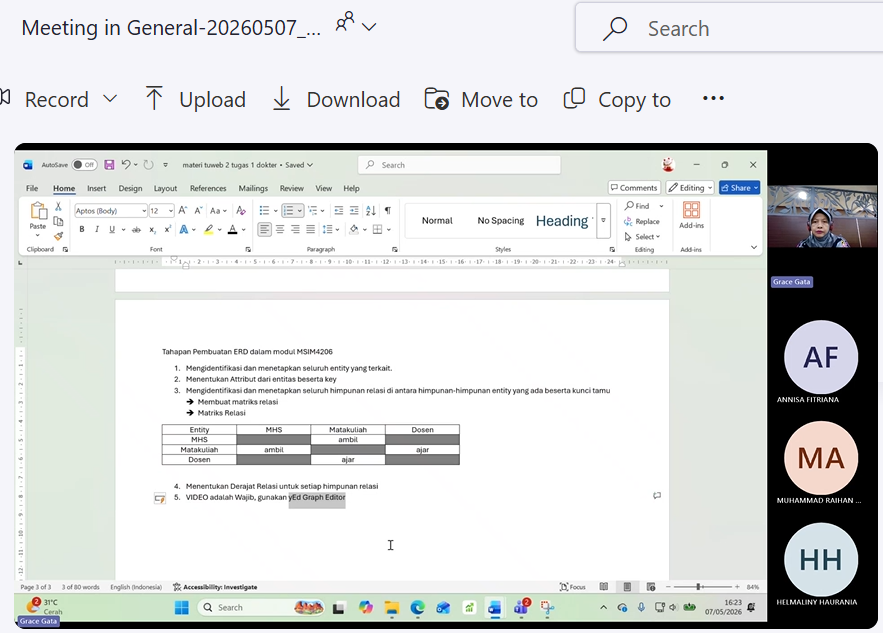 Meeting in General-20260507_...
Search
Record
Upload
Download
Move to
Copy to
AutoSave Off
materi tuweb 2 tugas 1 dokter • Saved
Search
File Home Insert Design Layout References Mailings Review View Help
Comments Editing Share
Paste
Clipboard
Aptos (Body) 12
Font
Paragraph
Normal No Spacing Heading
Styles
Find
Replace
Select
Editing
Add-ins
Add-ins
Tahapan Pembuatan ERD dalam modul MSIM4206
1. Mengidentifikasi dan menetapkan seluruh entity yang terkait.
2. Menentukan Attribut dari entitas beserta key
3. Mengidentifikasi dan menetapkan seluruh himpunan relasi di antara himpunan-himpunan entity yang ada beserta kunci tamu
➔ Membuat matriks relasi
➔ Matriks Relasi
Entity MHS Matakuliah Dosen
MHS ambil
Matakuliah ambil ajar
Dosen ajar
4. Menentukan Derajat Relasi untuk setiap himpunan relasi
5. VIDEO adalah Wajib, gunakan yEd Graph Editor
Page 3 of 3 3 of 80 words English (Indonesia) Accessibility: Investigate
Focus
84%
31°C
Cerah
Search
16:23
07/05/2026
Grace Gata
Grace Gata
AF
ANNISA FITRIANA
MA
MUHAMMAD RAIHAN ...
HH
HELMALINY HAURANIA